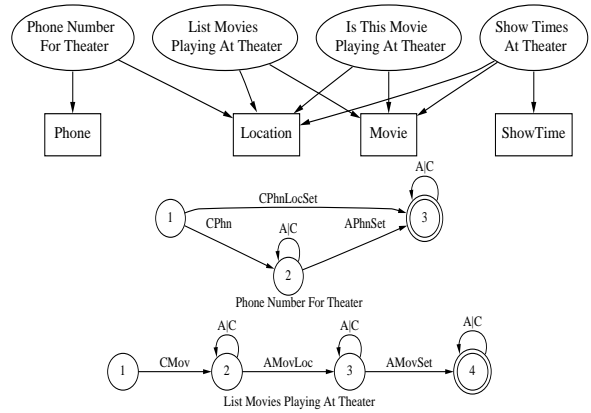 Phone Number
For Theater
List Movies
Playing At Theater
Is This Movie
Playing At Theater
Show Times
At Theater
Phone
Location
Movie
ShowTime
A|C
CPhnLocSet
1
3
CPhn
A|C
APhnSet
2
Phone Number For Theater
A|C
A|C
A|C
1
CMov
2
AMovLoc
3
AMovSet
4
List Movies Playing At Theater